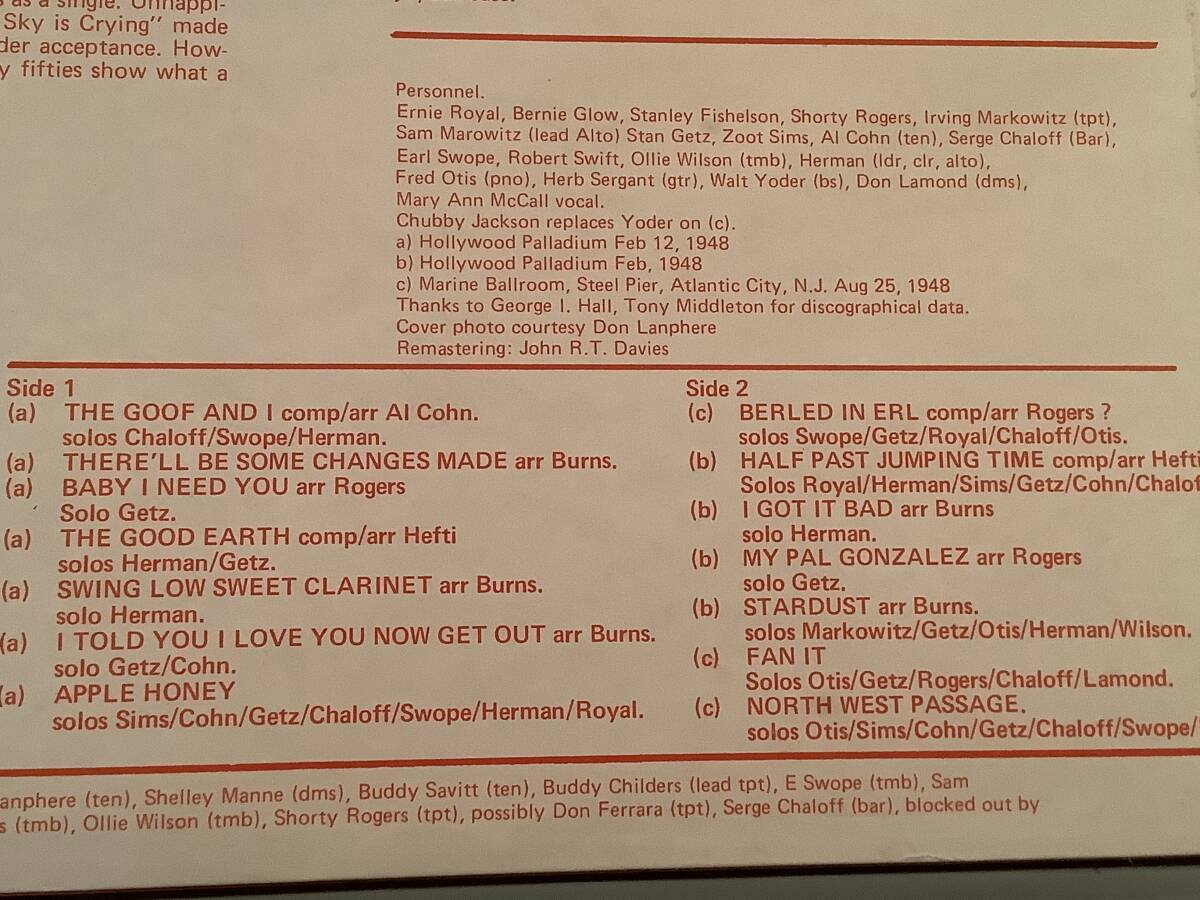 s as a single. Unhappi-
Sky is Crying" made
der acceptance. How-
y fifties show what a
Personnel.
Ernie Royal, Bernie Glow, Stanley Fishelson, Shorty Rogers, Irving Markowitz (tpt),
Sam Marowitz (lead Alto) Stan Getz, Zoot Sims, Al Cohn (ten), Serge Chaloff (Bar),
Earl Swope, Robert Swift, Ollie Wilson (tmb), Herman (ldr, clr, alto),
Fred Otis (pno), Herb Sergant (gtr), Walt Yoder (bs), Don Lamond (dms),
Mary Ann McCall vocal.
Chubby Jackson replaces Yoder on (c).
a) Hollywood Palladium Feb 12, 1948
b) Hollywood Palladium Feb, 1948
c) Marine Ballroom, Steel Pier, Atlantic City, N.J. Aug 25, 1948
Thanks to George I. Hall, Tony Middleton for discographical data.
Cover photo courtesy Don Lanphere
Remastering: John R.T. Davies
Side 1
(a) THE GOOF AND I comp/arr Al Cohn.
solos Chaloff/Swope/Herman.
(a) THERE'LL BE SOME CHANGES MADE arr Burns.
(a) BABY I NEED YOU arr Rogers
Solo Getz.
(a) THE GOOD EARTH comp/arr Hefti
solos Herman/Getz.
(a) SWING LOW SWEET CLARINET arr Burns.
solo Herman.
(a) I TOLD YOU I LOVE YOU NOW GET OUT arr Burns.
solo Getz/Cohn.
(a) APPLE HONEY
solos Sims/Cohn/Getz/Chaloff/Swope/Herman/Royal.
Side 2
(c) BERLED IN ERL comp/arr Rogers ?
solos Swope/Getz/Royal/Chaloff/Otis.
(b) HALF PAST JUMPING TIME comp/arr Hefti
Solos Royal/Herman/Sims/Getz/Cohn/Chalof
(b) I GOT IT BAD arr Burns
solo Herman.
(b) MY PAL GONZALEZ arr Rogers
solo Getz.
(b) STARDUST arr Burns.
solos Markowitz/Getz/Otis/Herman/Wilson.
(c) FAN IT
Solos Otis/Getz/Rogers/Chaloff/Lamond.
(c) NORTH WEST PASSAGE.
solos Otis/Sims/Cohn/Getz/Chaloff/Swope/
anphere (ten), Shelley Manne (dms), Buddy Savitt (ten), Buddy Childers (lead tpt), E Swope (tmb), Sam
s (tmb), Ollie Wilson (tmb), Shorty Rogers (tpt), possibly Don Ferrara (tpt), Serge Chaloff (bar), blocked out by